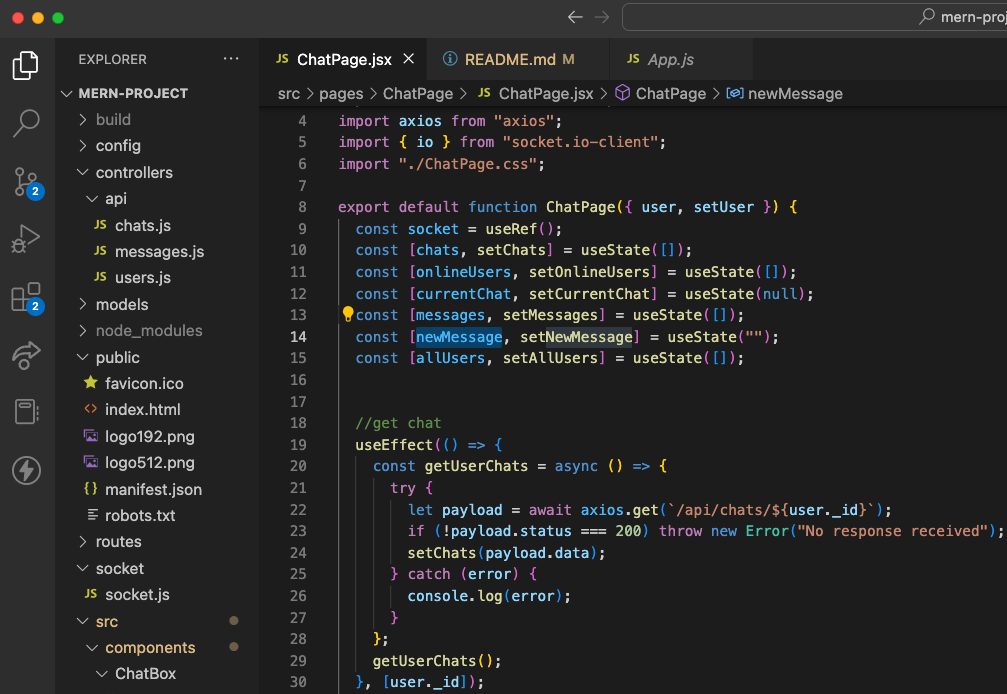 mern-proj
EXPLORER ...
JS ChatPage.jsx
README.md M
JS App.js
src > pages > ChatPage > JS ChatPage.jsx > ChatPage > newMessage
MERN-PROJECT
build
config
controllers
api
JS chats.js
JS messages.js
JS users.js
models
node_modules
public
favicon.ico
<> index.html
logo192.png
logo512.png
{} manifest.json
robots.txt
routes
socket
JS socket.js
src
components
ChatBox
2
2
4 import axios from "axios";
5 import { io } from "socket.io-client";
6 import "./ChatPage.css";
7
8 export default function ChatPage({ user, setUser }) {
9 const socket = useRef();
10 const [chats, setChats] = useState([]);
11 const [onlineUsers, setOnlineUsers] = useState([]);
12 const [currentChat, setCurrentChat] = useState(null);
13 const [messages, setMessages] = useState([]);
14 const [newMessage, setNewMessage] = useState("");
15 const [allUsers, setAllUsers] = useState([]);
16
17
18 //get chat
19 useEffect(() => {
20 const getUserChats = async () => {
21 try {
22 let payload = await axios.get(`/api/chats/${user._id}`);
23 if (!payload.status === 200) throw new Error("No response received");
24 setChats(payload.data);
25 } catch (error) {
26 console.log(error);
27 }
28 };
29 getUserChats();
30 }, [user._id]);